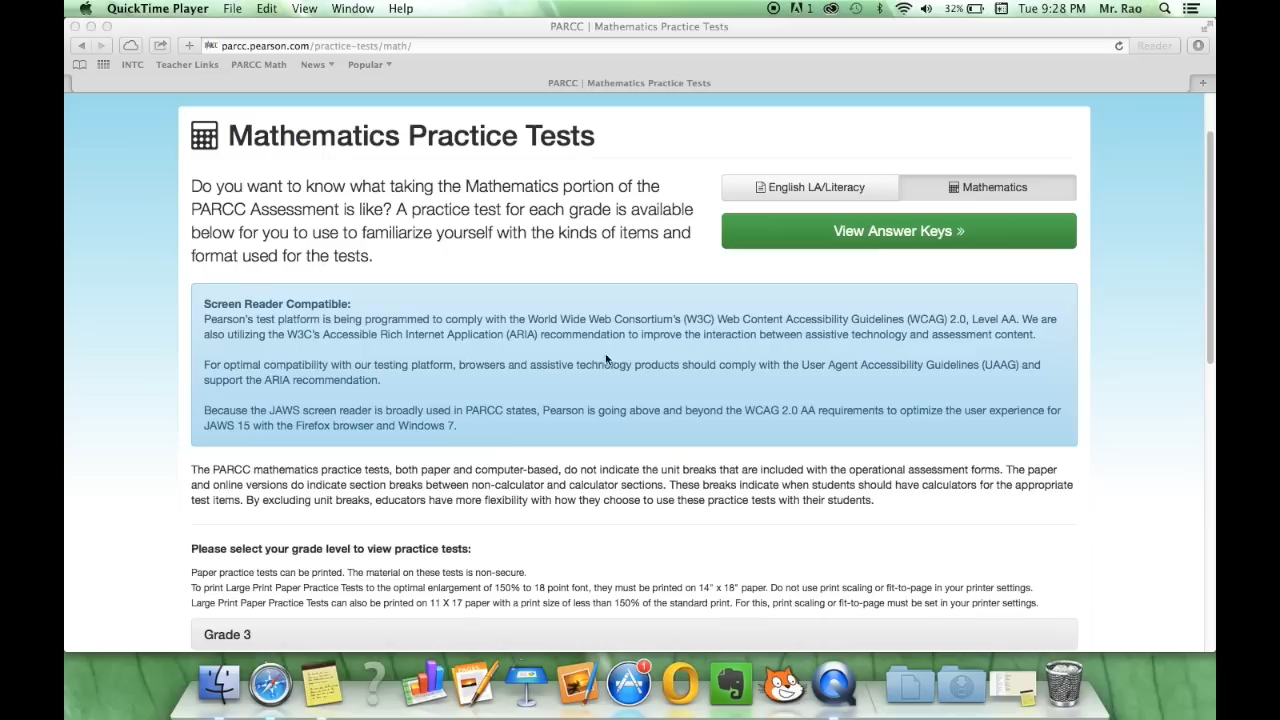 QuickTime Player File Edit View Window Help 1 32% Tue 9:28 PM Mr. Rao
PARCC | Mathematics Practice Tests
parcc.pearson.com/practice-tests/math/ Reader
INTC Teacher Links PARCC Math News Popular
PARCC | Mathematics Practice Tests
Mathematics Practice Tests
Do you want to know what taking the Mathematics portion of the
PARCC Assessment is like? A practice test for each grade is available
below for you to use to familiarize yourself with the kinds of items and
format used for the tests.
English LA/Literacy Mathematics
View Answer Keys »
Screen Reader Compatible:
Pearson's test platform is being programmed to comply with the World Wide Web Consortium's (W3C) Web Content Accessibility Guidelines (WCAG) 2.0, Level AA. We are
also utilizing the W3C's Accessible Rich Internet Application (ARIA) recommendation to improve the interaction between assistive technology and assessment content.
For optimal compatibility with our testing platform, browsers and assistive technology products should comply with the User Agent Accessibility Guidelines (UAAG) and
support the ARIA recommendation.
Because the JAWS screen reader is broadly used in PARCC states, Pearson is going above and beyond the WCAG 2.0 AA requirements to optimize the user experience for
JAWS 15 with the Firefox browser and Windows 7.
The PARCC mathematics practice tests, both paper and computer-based, do not indicate the unit breaks that are included with the operational assessment forms. The paper
and online versions do indicate section breaks between non-calculator and calculator sections. These breaks indicate when students should have calculators for the appropriate
test items. By excluding unit breaks, educators have more flexibility with how they choose to use these practice tests with their students.
Please select your grade level to view practice tests:
Paper practice tests can be printed. The material on these tests is non-secure.
To print Large Print Paper Practice Tests to the optimal enlargement of 150% to 18 point font, they must be printed on 14" x 18" paper. Do not use print scaling or fit-to-page in your printer settings.
Large Print Paper Practice Tests can also be printed on 11 X 17 paper with a print size of less than 150% of the standard print. For this, print scaling or fit-to-page must be set in your printer settings.
Grade 3
1